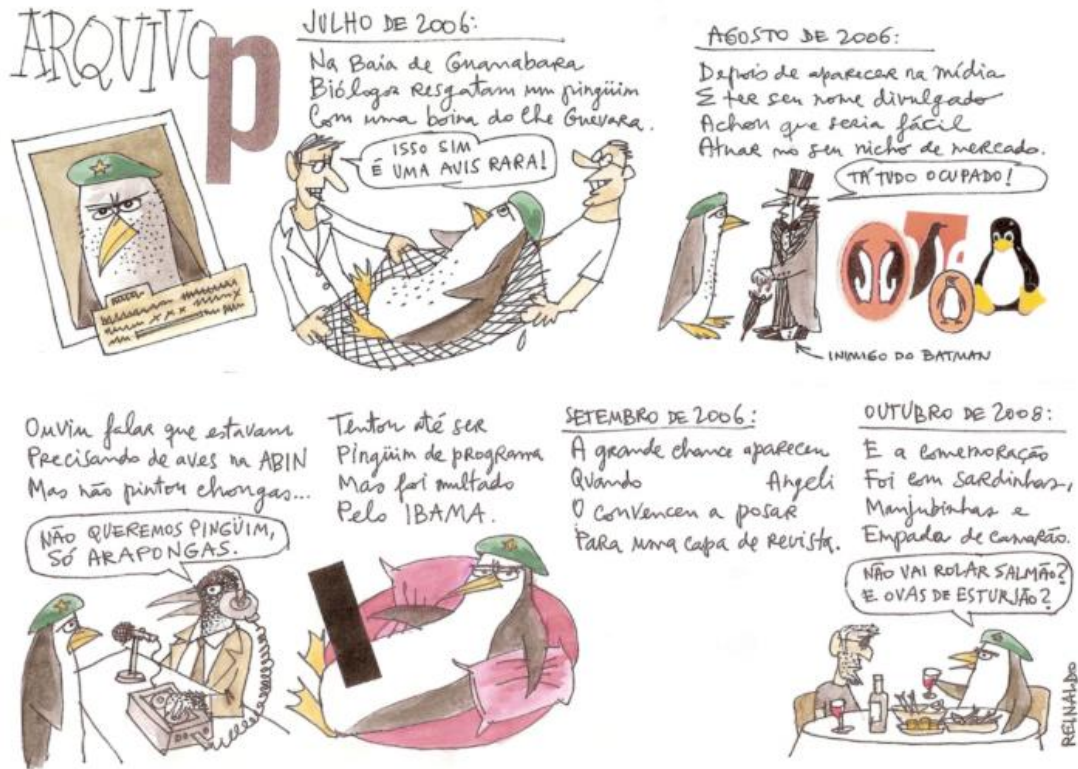 ARQUIVO
p
JULHO DE 2006:
Na Baía de Guanabara
Biólogos resgatam um pingüim
Com uma boina do Che Guevara.
ISSO SIM
É UMA AVIS RARA!
AGOSTO DE 2006:
Depois de aparecer na mídia
E ter seu nome divulgado
Achou que seria fácil
Atuar no seu nicho de mercado.
TÁ TUDO OCUPADO!
INIMIGO DO BATMAN
Ouviu falar que estavam
Precisando de aves na ABIN
Mas não pintou chongas...
NÃO QUEREMOS PINGÜIM,
SÓ ARAPONGAS.
Tentou até ser
Pingüim de programa
Mas foi multado
Pelo IBAMA.
SETEMBRO DE 2006:
A grande chance apareceu
Quando Angeli
O convenceu a posar
Para uma capa de revista.
OUTUBRO DE 2008:
E a comemoração
Foi com sardinhas,
Manjubinhas e
Empada de camarão.
NÃO VAI ROLAR SALMÃO?
E OVAS DE ESTURJÃO?
REINALDO